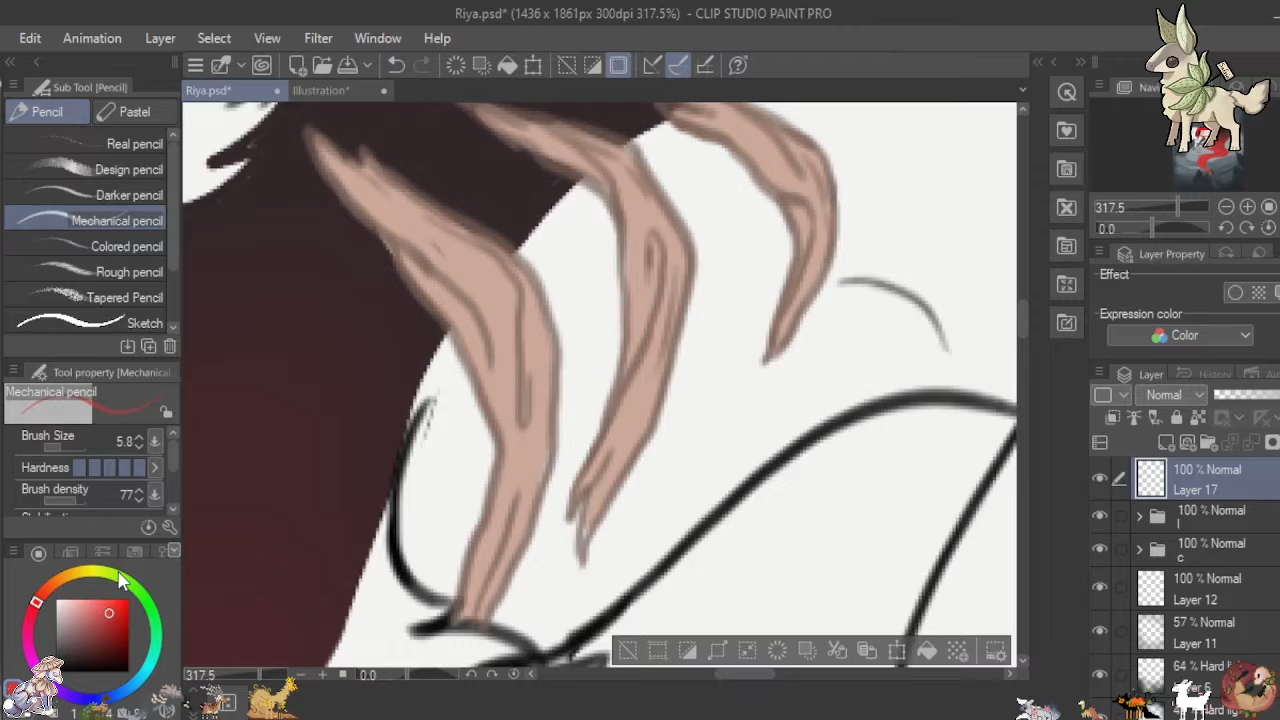 Riya.psd* (1436 x 1861px 300dpi 317.5%) - CLIP STUDIO PAINT PRO
Edit Animation Layer Select View Filter Window Help
Sub Tool [Pencil]
Riya.psd* Illustration*
Pencil Pastel
Real pencil
Design pencil
Darker pencil
Mechanical pencil
Colored pencil
Rough pencil
Tapered Pencil
Sketch
Tool property [Mechanical
Mechanical pencil
Brush Size 5.8
Hardness
Brush density 77
317.5 0.0
317.5
0.0
Layer Property
Effect
Expression color
Color
Layer History
Normal
100 % Normal
Layer 17
100 % Normal
l
100 % Normal
c
100 % Normal
Layer 12
57 % Normal
Layer 11
64 % Hard